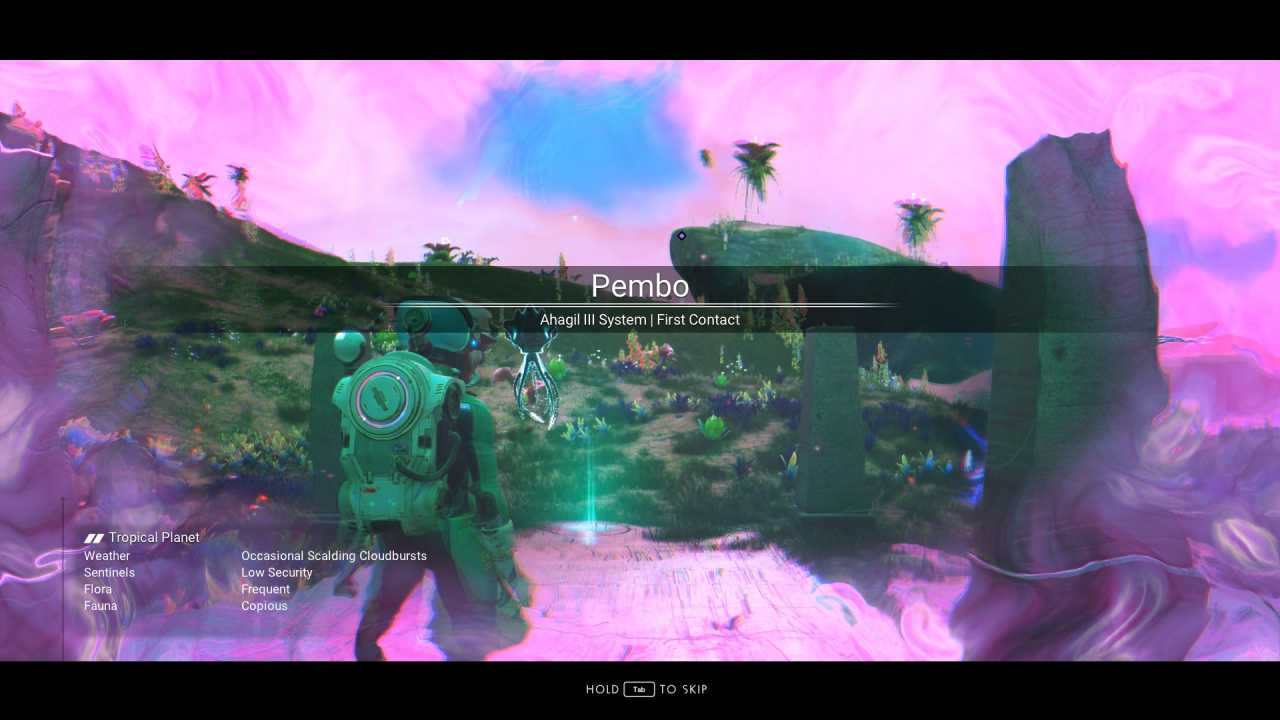 Pembo
Ahagil III System | First Contact
Tropical Planet
Weather Occasional Scalding Cloudbursts
Sentinels Low Security
Flora Frequent
Fauna Copious
HOLD Tab TO SKIP